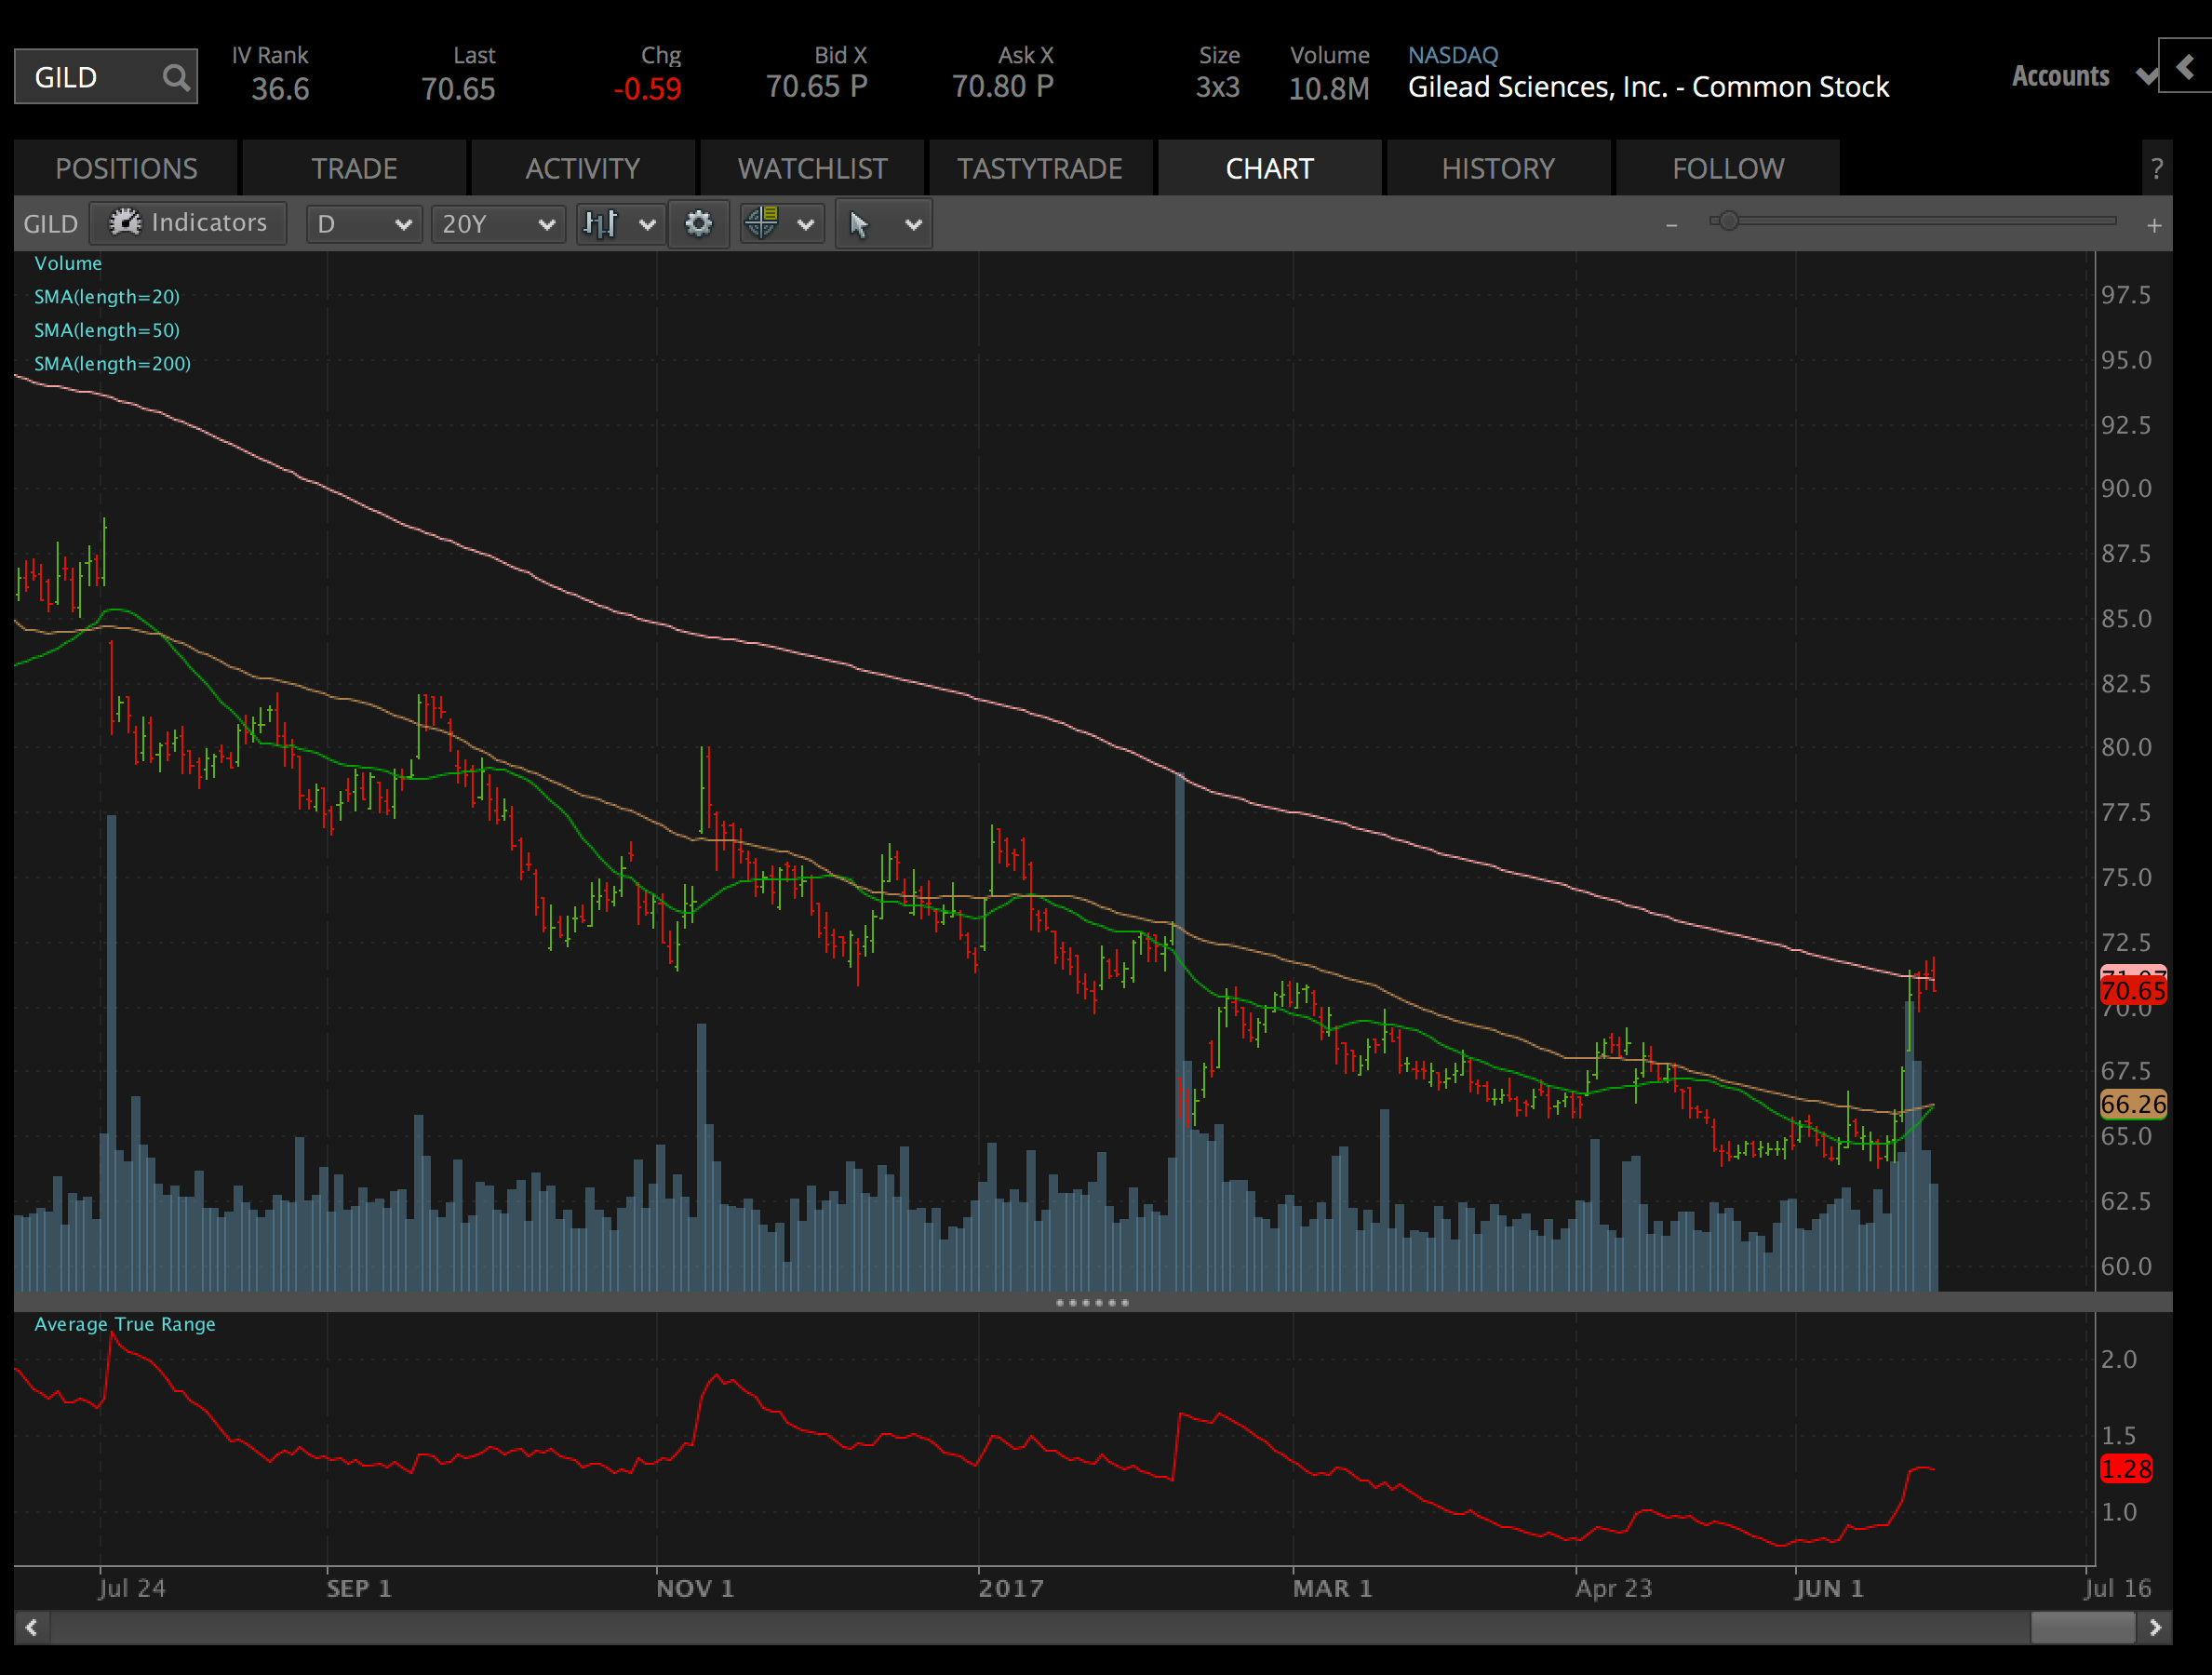 GILD
IV Rank
36.6
Last
70.65
Chg
-0.59
Bid X
70.65 P
Ask X
70.80 P
Size
3x3
Volume
10.8M
NASDAQ
Gilead Sciences, Inc. - Common Stock
Accounts
POSITIONS TRADE ACTIVITY WATCHLIST TASTYTRADE CHART HISTORY FOLLOW ?
GILD Indicators D 20Y - +
Volume
SMA(length=20)
SMA(length=50)
SMA(length=200)
97.5
95.0
92.5
90.0
87.5
85.0
82.5
80.0
77.5
75.0
72.5
71.07
70.65
70.0
67.5
66.26
65.0
62.5
60.0
Average True Range
2.0
1.5
1.28
1.0
Jul 24 SEP 1 NOV 1 2017 MAR 1 Apr 23 JUN 1 Jul 16